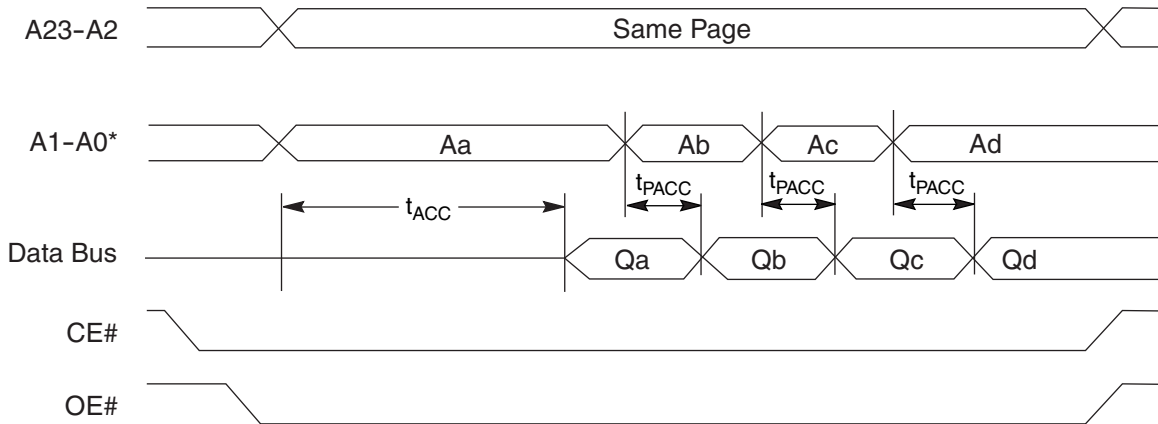 A23-A2
Same Page
A1-A0*
Aa
Ab
Ac
Ad
tACC
tPACC
tPACC
tPACC
Data Bus
Qa
Qb
Qc
Qd
CE#
OE#